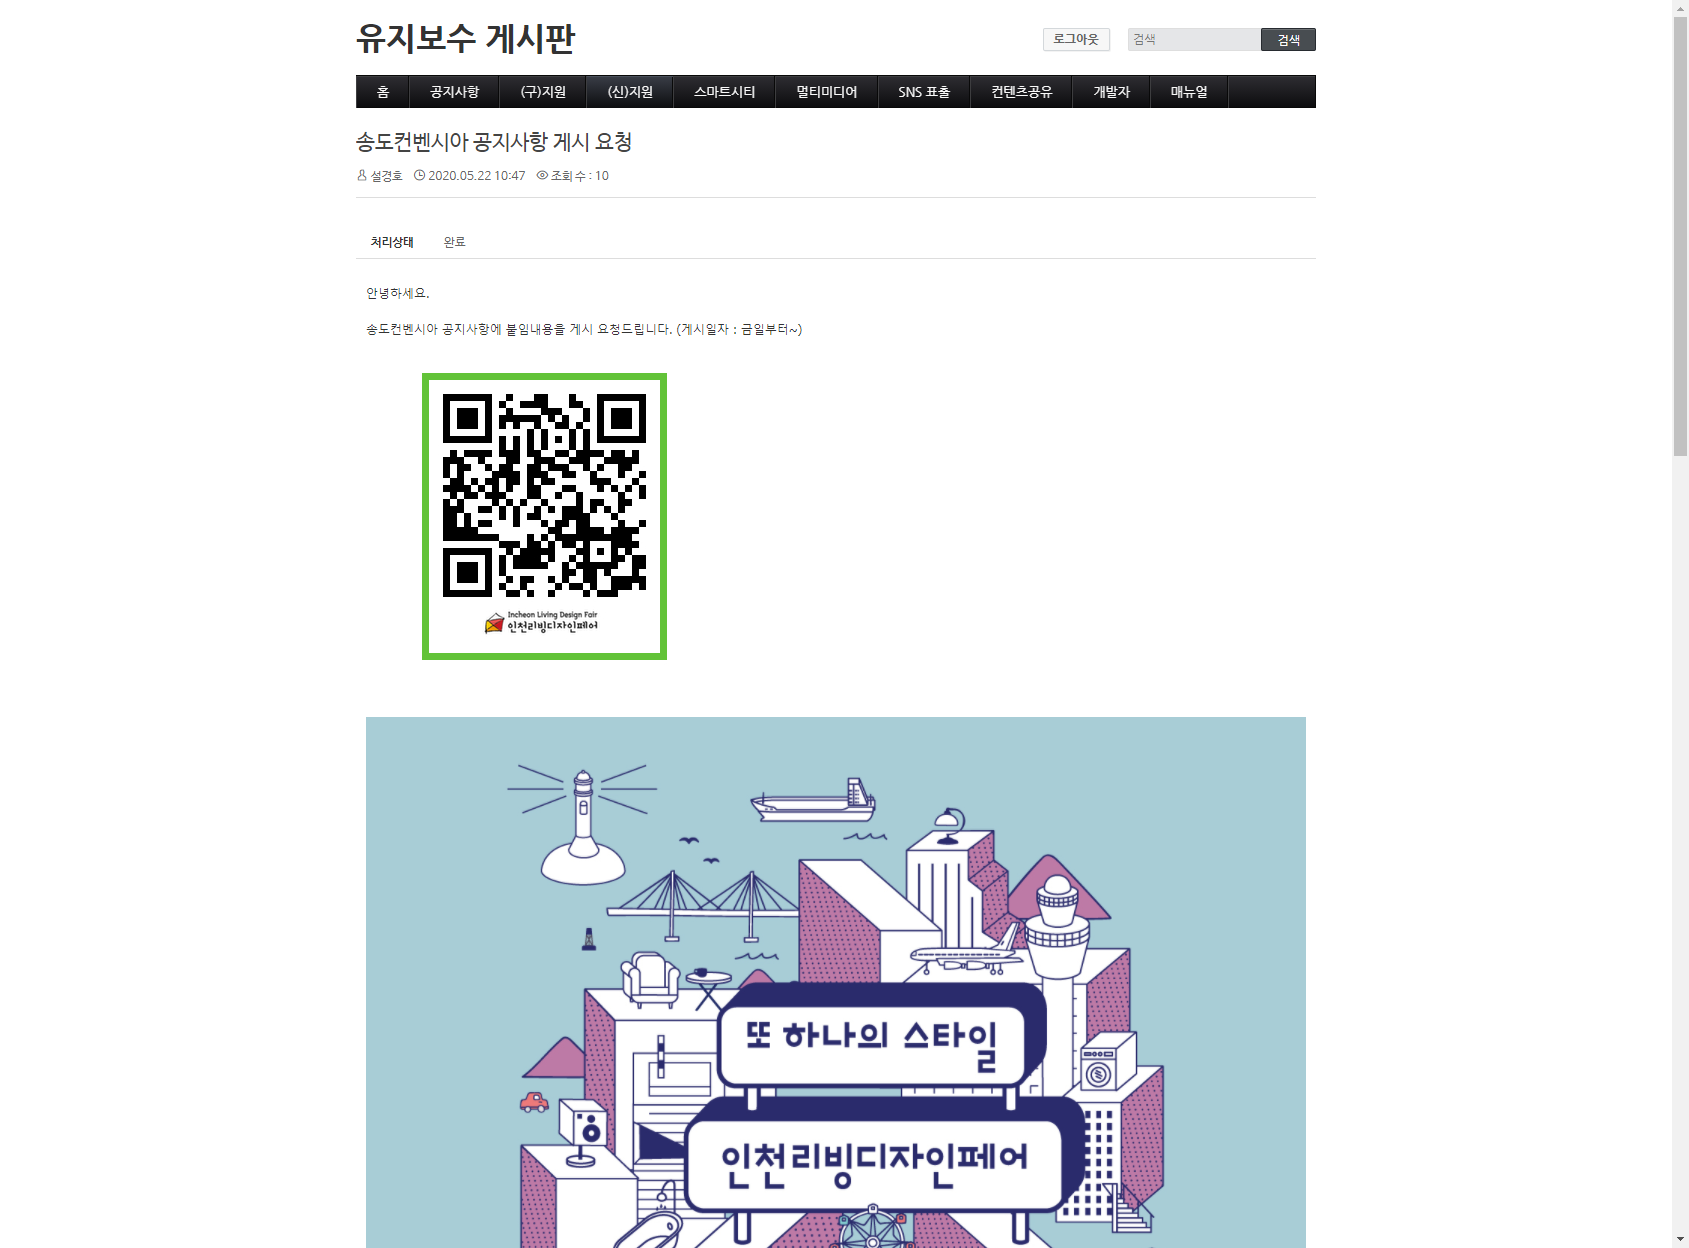 유지보수 게시판
로그아웃
검색
검색
홈 공지사항 (구)지원 (신)지원 스마트시티 멀티미디어 SNS 표출 컨텐츠공유 개발자 매뉴얼
송도컨벤시아 공지사항 게시 요청
설경호 2020.05.22 10:47 조회 수 : 10
처리상태 완료
안녕하세요.
송도컨벤시아 공지사항에 붙임내용을 게시 요청드립니다. (게시일자 : 금일부터~)
Incheon Living Design Fair
인천리빙디자인페어
또 하나의 스타일
인천리빙디자인페어